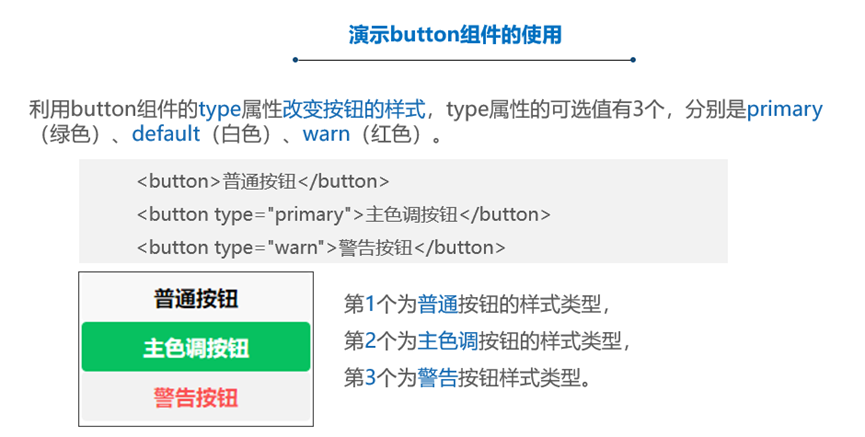 演示button组件的使用
利用button组件的type属性改变按钮的样式，type属性的可选值有3个，分别是primary
（绿色）、default（白色）、warn（红色）。
<button>普通按钮</button>
<button type="primary">主色调按钮</button>
<button type="warn">警告按钮</button>
普通按钮
主色调按钮
警告按钮
第1个为普通按钮的样式类型，
第2个为主色调按钮的样式类型，
第3个为警告按钮样式类型。